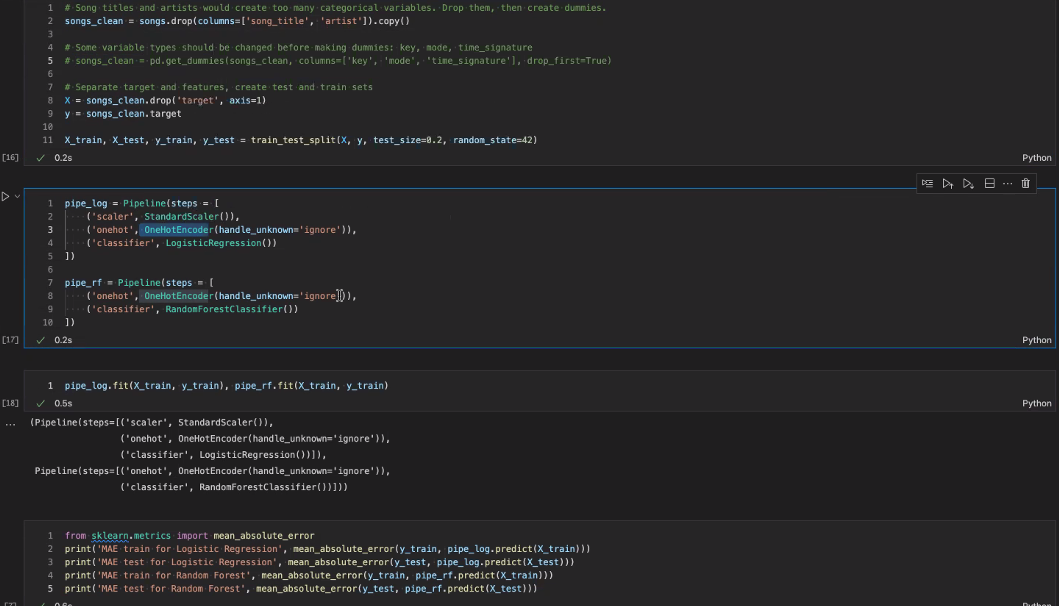 1 # Song titles and artists would create too many categorical variables. Drop them, then create dummies.
2 songs_clean = songs.drop(columns=['song_title', 'artist']).copy()
3
4 # Some variable types should be changed before making dummies: key, mode, time_signature
5 # songs_clean = pd.get_dummies(songs_clean, columns=['key', 'mode', 'time_signature'], drop_first=True)
6
7 # Separate target and features, create test and train sets
8 X = songs_clean.drop('target', axis=1)
9 y = songs_clean.target
10
11 X_train, X_test, y_train, y_test = train_test_split(X, y, test_size=0.2, random_state=42)
[16] ✓ 0.2s Python
1 pipe_log = Pipeline(steps = [
2 ····('scaler', StandardScaler()),
3 ····('onehot', OneHotEncoder(handle_unknown='ignore')),
4 ····('classifier', LogisticRegression())
5 ])
6
7 pipe_rf = Pipeline(steps = [
8 ····('onehot', OneHotEncoder(handle_unknown='ignore')),
9 ····('classifier', RandomForestClassifier())
10 ])
[17] ✓ 0.2s Python
1 pipe_log.fit(X_train, y_train), pipe_rf.fit(X_train, y_train)
[18] ✓ 0.5s Python
... (Pipeline(steps=[('scaler', StandardScaler()),
('onehot', OneHotEncoder(handle_unknown='ignore')),
('classifier', LogisticRegression())]),
Pipeline(steps=[('onehot', OneHotEncoder(handle_unknown='ignore')),
('classifier', RandomForestClassifier())]))
1 from sklearn.metrics import mean_absolute_error
2 print('MAE train for Logistic Regression', mean_absolute_error(y_train, pipe_log.predict(X_train)))
3 print('MAE test for Logistic Regression', mean_absolute_error(y_test, pipe_log.predict(X_test)))
4 print('MAE train for Random Forest', mean_absolute_error(y_train, pipe_rf.predict(X_train)))
5 print('MAE test for Random Forest', mean_absolute_error(y_test, pipe_rf.predict(X_test)))